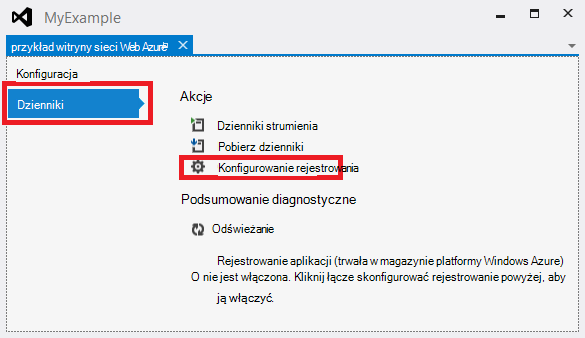 MyExample
przykład witryny sieci Web Azure
Konfiguracja
Dzienniki
Akcje
Dzienniki strumienia
Pobierz dzienniki
Konfigurowanie rejestrowania
Podsumowanie diagnostyczne
Odświeżanie
Rejestrowanie aplikacji (trwała w magazynie platformy Windows Azure)
O nie jest włączona. Kliknij łącze skonfigurować rejestrowanie powyżej, aby
ją włączyć.